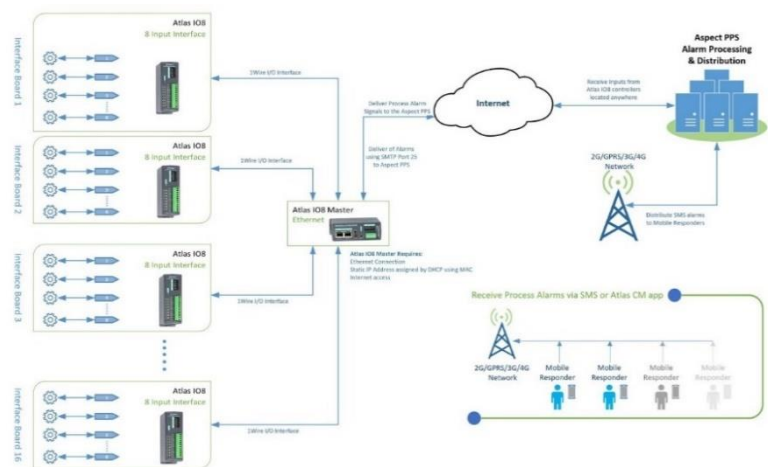 Interface Board 1
Atlas IO8
8 Input Interface
1Wire I/O Interface
Interface Board 2
Atlas IO8
8 Input Interface
1Wire I/O Interface
Interface Board 3
Atlas IO8
8 Input Interface
1Wire I/O Interface
Interface Board 16
Atlas IO8
8 Input Interface
1Wire I/O Interface
Atlas IO8 Master
Ethernet
Atlas IO8 Master Requires:
Ethernet Connection
Static IP Address assigned by DHCP using MAC
Internet access
Deliver Process Alarm
Signals to the Aspect PPS
Deliver of Alarms
using SMTP Port 25
to Aspect PPS
Internet
Receive Inputs from
Atlas IO8 controllers
located anywhere
Aspect PPS
Alarm Processing
& Distribution
2G/GPRS/3G/4G
Network
Distribute SMS alarms
to Mobile Responders
Receive Process Alarms via SMS or Atlas CM app
2G/GPRS/3G/4G
Network
Mobile
Responder
Mobile
Responder
Mobile
Responder
Mobile
Responder